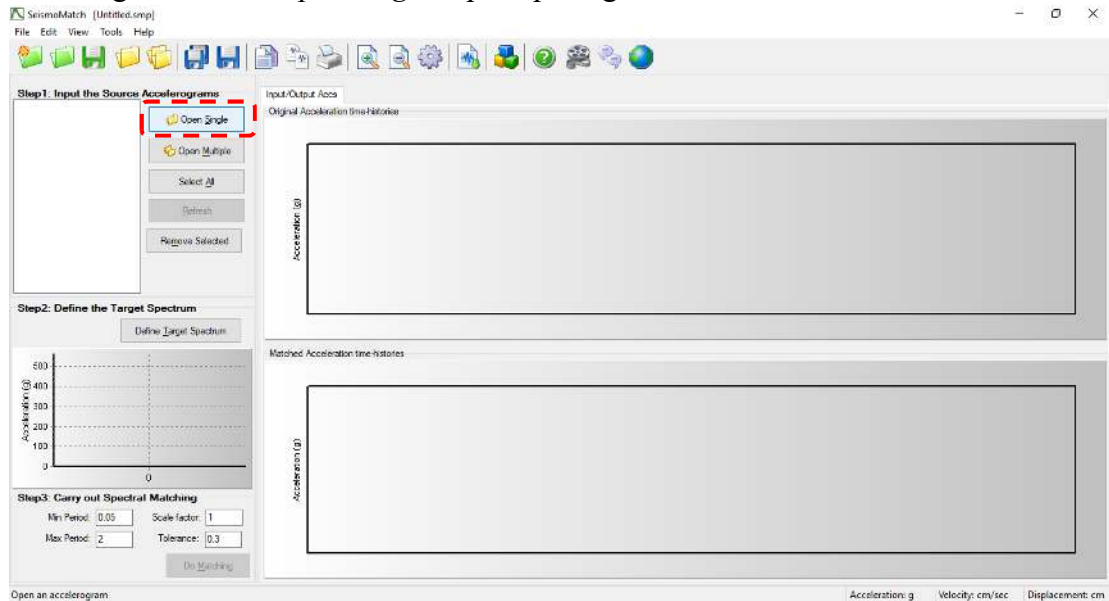 SeismoMatch [Untitled.smp]
File Edit View Tools Help
Step1: Input the Source Accelerograms
Open Single
Open Multiple
Select All
Refresh
Remove Selected
Step2: Define the Target Spectrum
Define Target Spectrum
Acceleration (g)
500
400
300
200
100
0
0
Step3: Carry out Spectral Matching
Min Period: 0.05 Scale factor: 1
Max Period: 2 Tolerance: 0.3
Do Matching
Input/Output Accs
Original Acceleration time-histories
Acceleration (g)
Matched Acceleration time-histories
Acceleration (g)
Open an accelerogram
Acceleration: g Velocity: cm/sec Displacement: cm